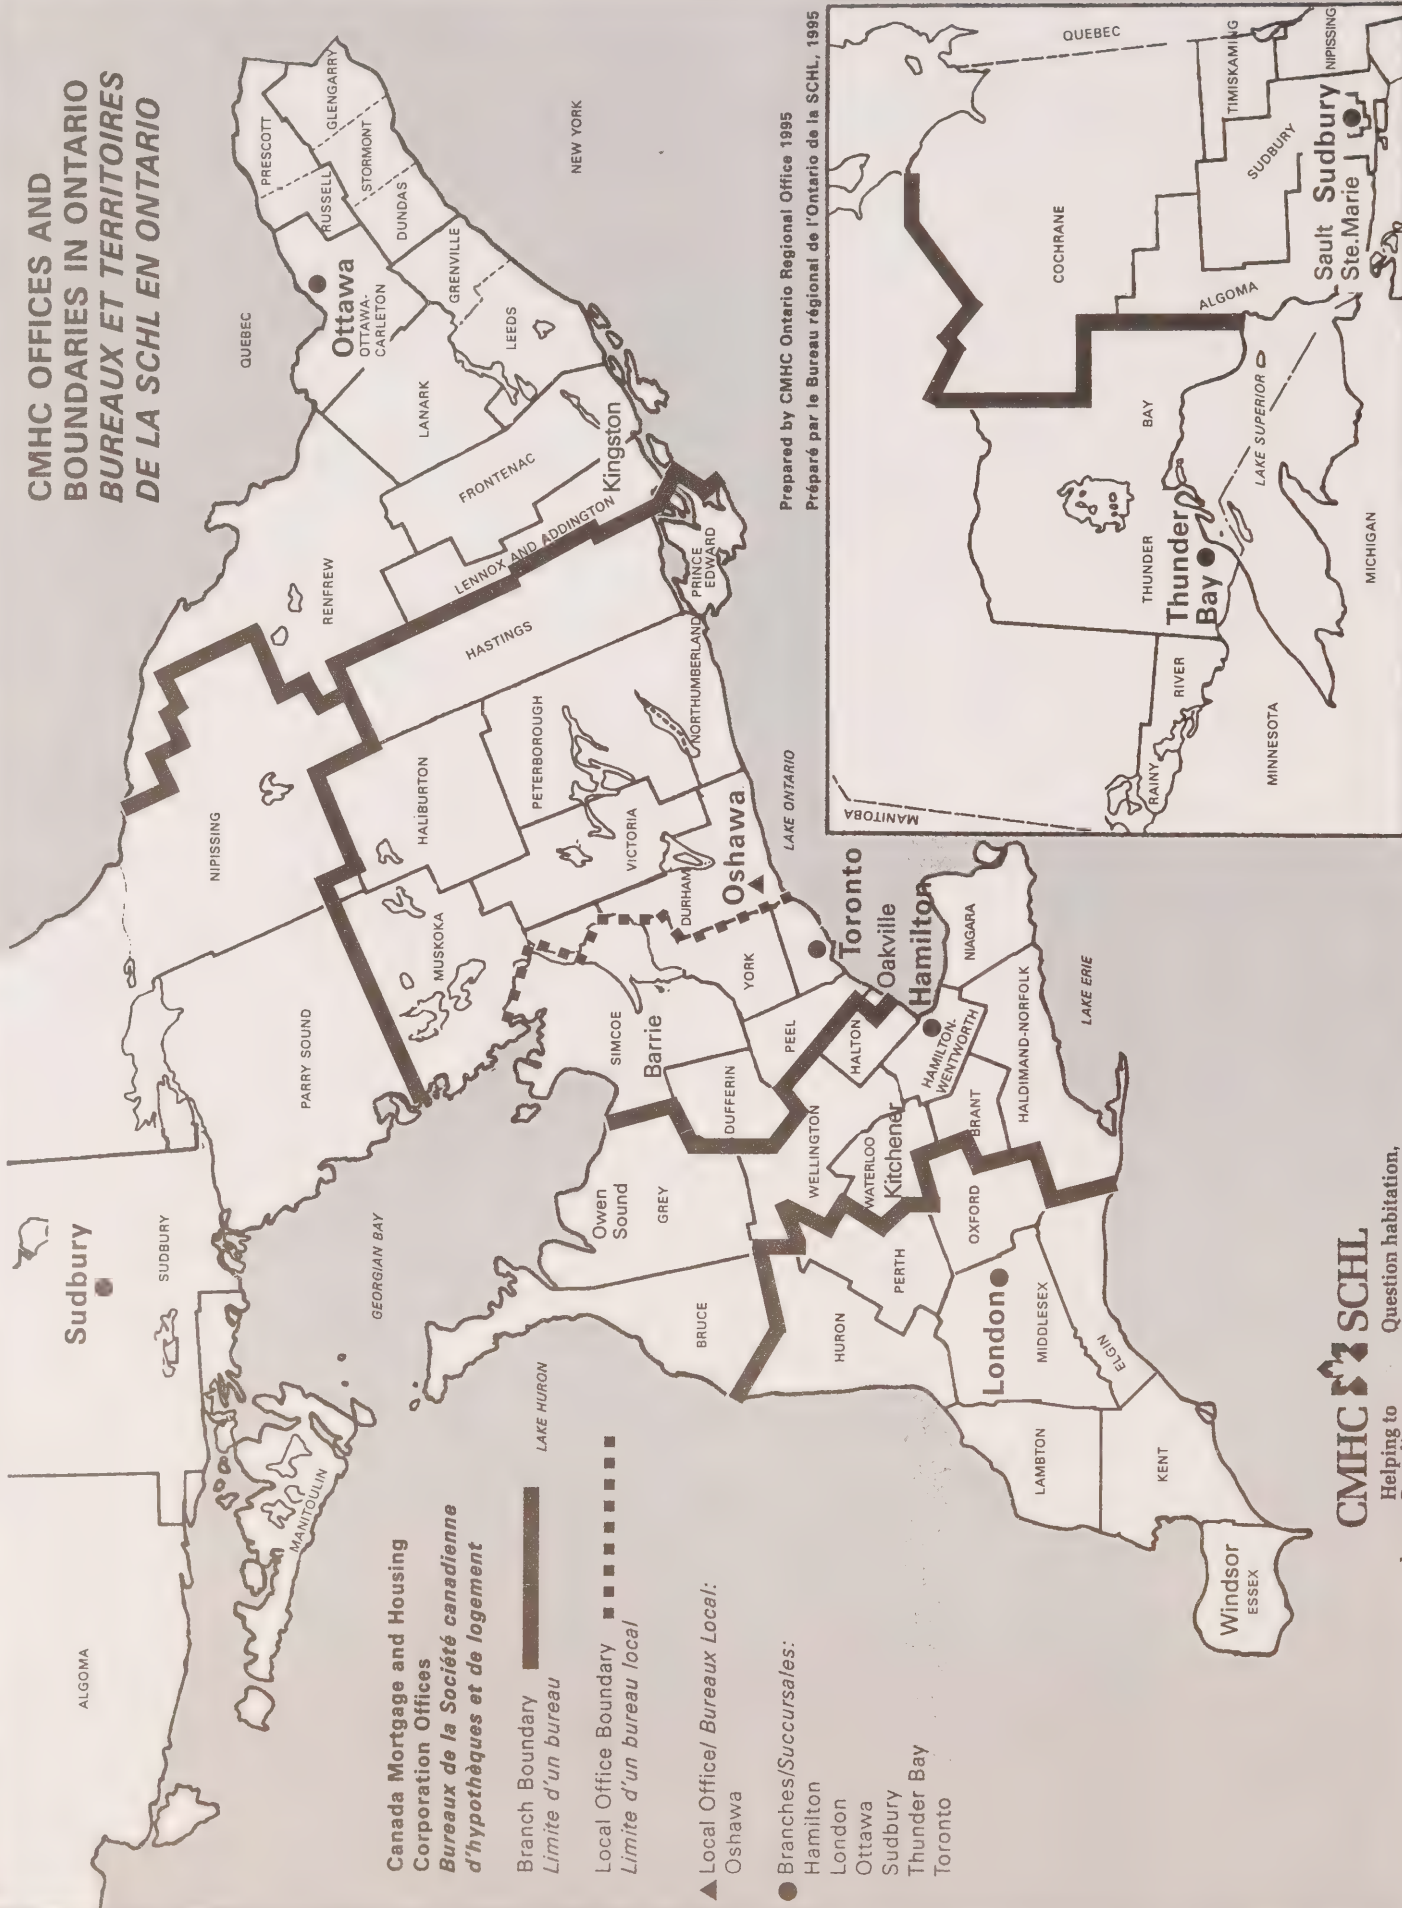 CMHC OFFICES AND
BOUNDARIES IN ONTARIO
BUREAUX ET TERRITOIRES
DE LA SCHL EN ONTARIO
PRESCOTT
GLENGARRY
RUSSELL
STORMONT
DUNDAS
QUEBEC
Ottawa
OTTAWA-
CARLETON
GRENVILLE
LEEDS
LANARK
NEW YORK
FRONTENAC
Kingston
LENNOX AND ADDINGTON
RENFREW
PRINCE
EDWARD
HASTINGS
NORTHUMBERLAND
PETERBOROUGH
HALIBURTON
NIPISSING
VICTORIA
DURHAM
Oshawa
LAKE ONTARIO
MUSKOKA
PARRY SOUND
YORK
Toronto
Oakville
Hamilton
NIAGARA
SIMCOE
Barrie
PEEL
HALTON
HAMILTON-
WENTWORTH
HALDIMAND-NORFOLK
LAKE ERIE
DUFFERIN
WELLINGTON
WATERLOO
Kitchener
BRANT
Owen
Sound
GREY
OXFORD
PERTH
BRUCE
HURON
London
MIDDLESEX
ELGIN
LAMBTON
KENT
Windsor
ESSEX
Sudbury
SUDBURY
GEORGIAN BAY
LAKE HURON
MANITOULIN
ALGOMA
Canada Mortgage and Housing
Corporation Offices
Bureaux de la Société canadienne
d'hypothèques et de logement
Branch Boundary
Limite d'un bureau
Local Office Boundary
Limite d'un bureau local
▲ Local Office/ Bureaux Local:
Oshawa
● Branches/Succursales:
Hamilton
London
Ottawa
Sudbury
Thunder Bay
Toronto
Prepared by CMHC Ontario Regional Office 1995
Préparé par le Bureau régional de l'Ontario de la SCHL, 1995
QUEBEC
TIMISKAMING
NIPISSING
COCHRANE
SUDBURY
Sudbury
Sault
Ste.Marie
ALGOMA
BAY
LAKE SUPERIOR
THUNDER
Thunder
Bay
MICHIGAN
RIVER
RAINY
MINNESOTA
MANITOBA
CMHC SCHL
Helping to
Question habitation,